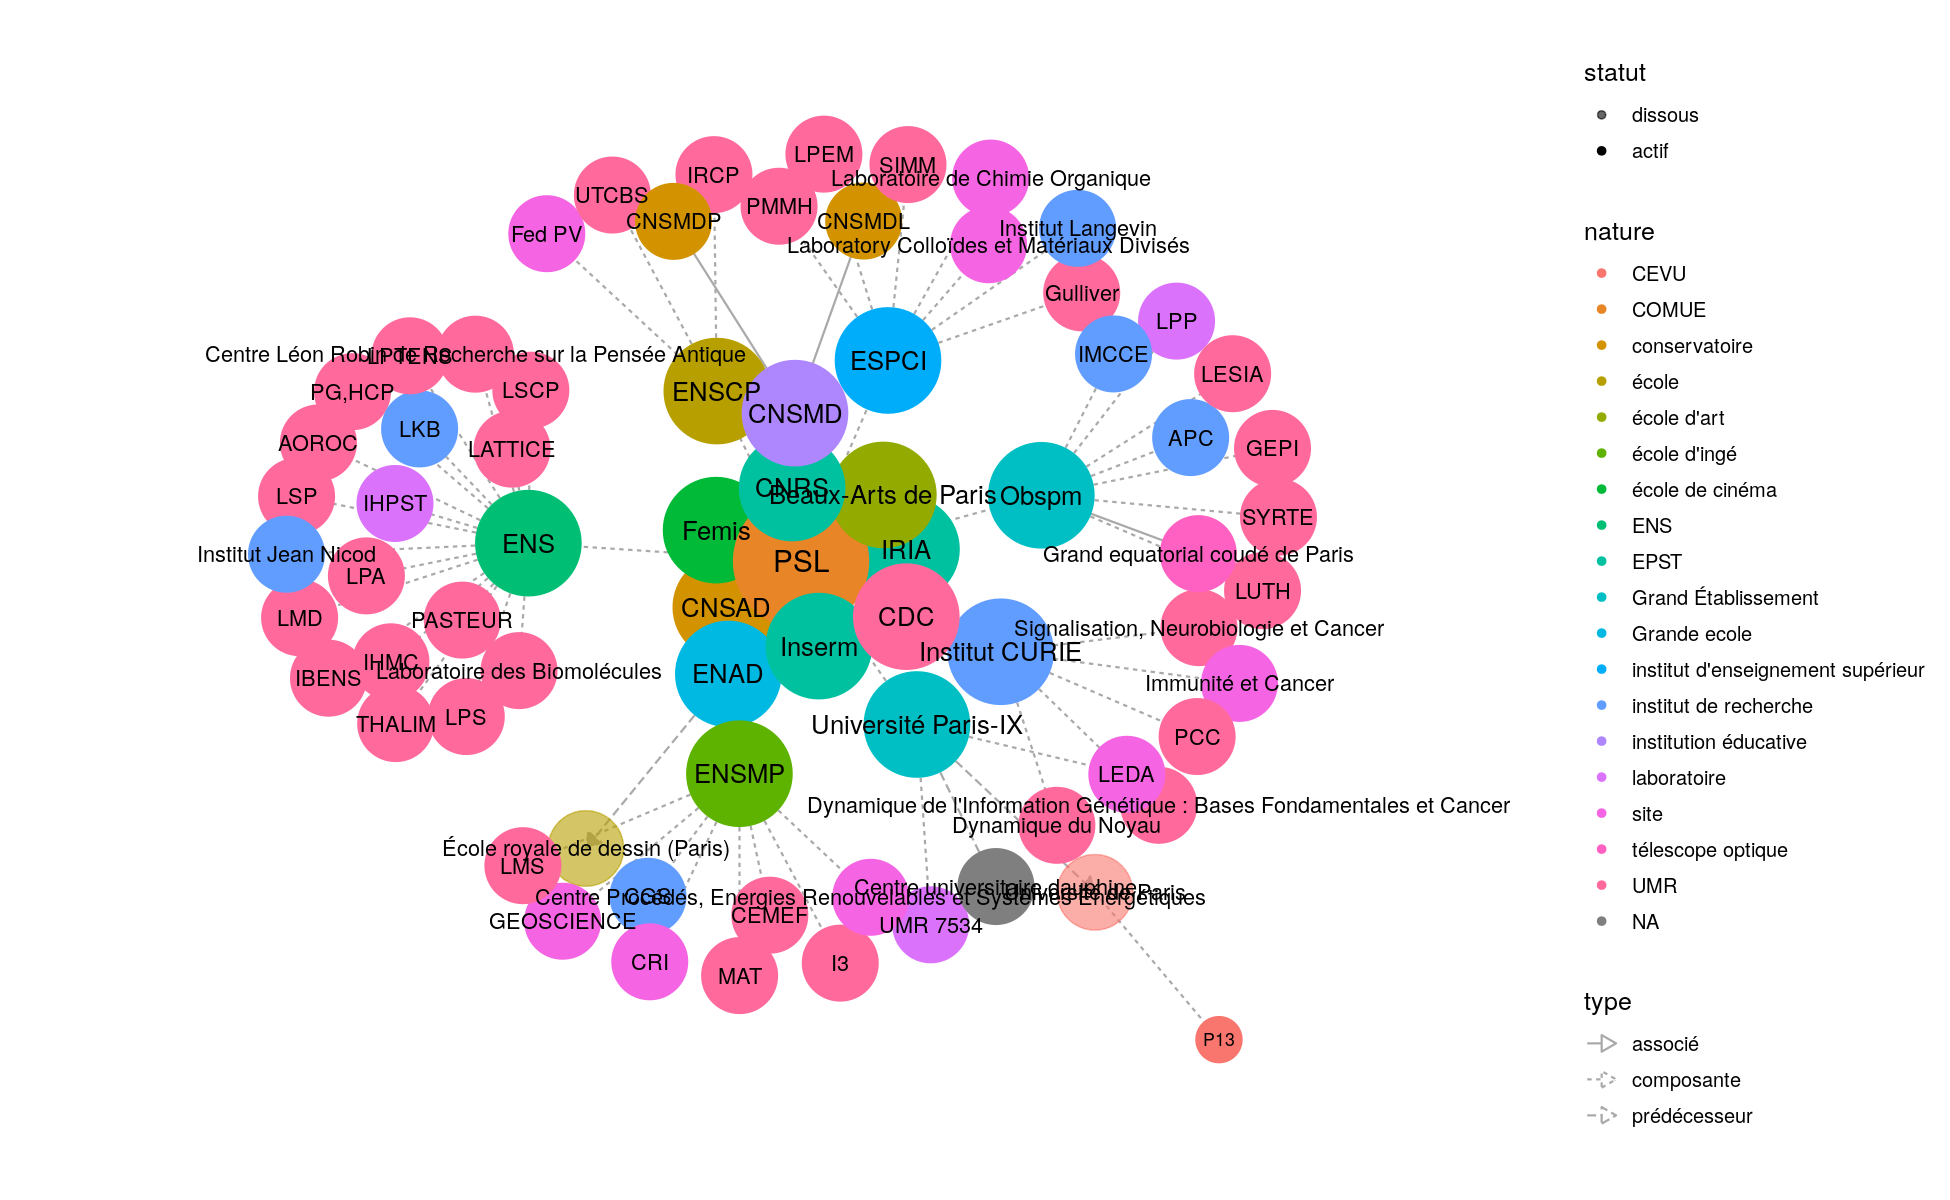 statut
dissous
actif
nature
CEVU
COMUE
conservatoire
école
école d'art
école d'ingé
école de cinéma
ENS
EPST
Grand Établissement
Grande ecole
institut d'enseignement supérieur
institut de recherche
institution éducative
laboratoire
site
télescope optique
UMR
NA
type
associé
composante
prédécesseur
LPEM
SIMM
IRCP
Laboratoire de Chimie Organique
UTCBS
PMMH
CNSMDP
CNSMDL
Institut Langevin
Fed PV
Laboratory Colloïdes et Matériaux Divisés
Gulliver
LPP
Centre Léon Robin de Recherche sur la Pensée Antique
LPTENS
IMCCE
ESPCI
LESIA
PG,HCP
LSCP
ENSCP
CNSMD
LKB
APC
AOROC
LATTICE
GEPI
CNRS
Beaux-Arts de Paris
Obspm
LSP
IHPST
SYRTE
Femis
ENS
IRIA
Institut Jean Nicod
Grand equatorial coudé de Paris
PSL
LPA
LUTH
CNSAD
CDC
LMD
PASTEUR
Signalisation, Neurobiologie et Cancer
Inserm
Institut CURIE
IHMC
Laboratoire des Biomolécules
IBENS
ENAD
Immunité et Cancer
LPS
THALIM
Université Paris-IX
PCC
ENSMP
LEDA
Dynamique de l'Information Génétique : Bases Fondamentales et Cancer
Dynamique du Noyau
École royale de dessin (Paris)
LMS
Centre universitaire dauphine
Université de Paris
CGS
Centre Procédés, Energies Renouvelables et Systèmes Energétiques
CEMEF
GEOSCIENCE
UMR 7534
CRI
I3
MAT
P13